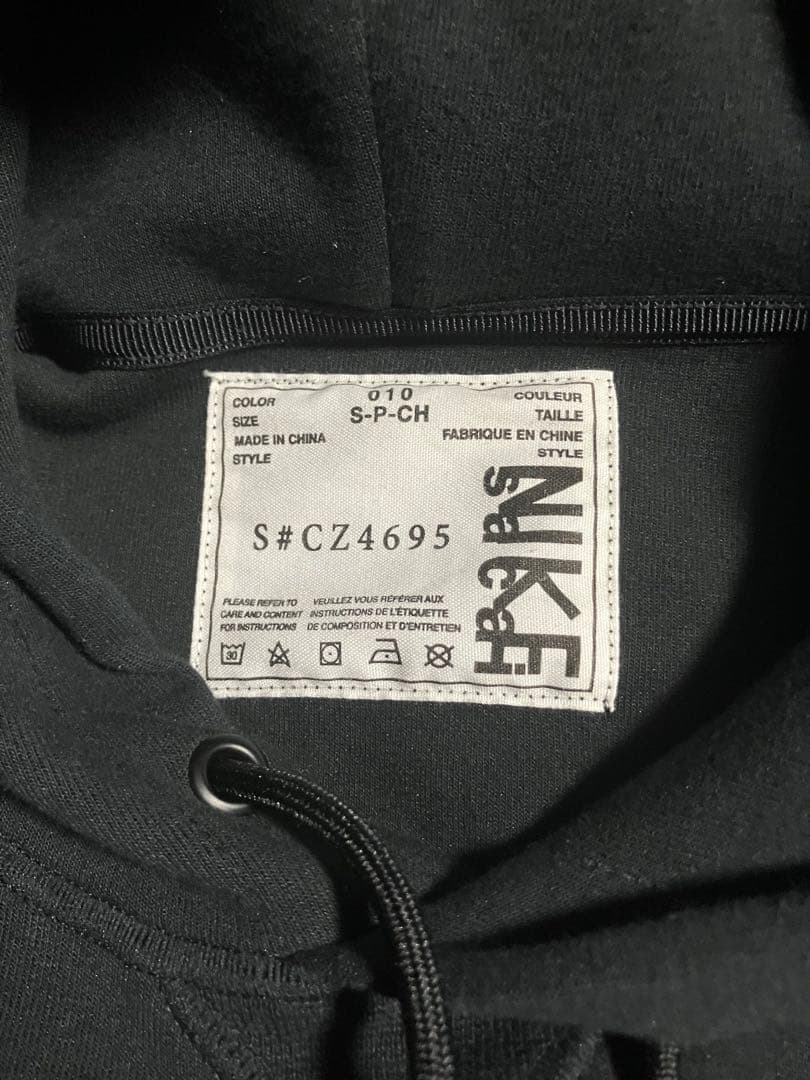 COLOR 010 COULEUR
SIZE S-P-CH TAILLE
MADE IN CHINA FABRIQUE EN CHINE
STYLE STYLE
S#CZ4695
NIKE
sacai
PLEASE REFER TO VEUILLEZ VOUS RÉFÉRER AUX
CARE AND CONTENT INSTRUCTIONS DE L'ÉTIQUETTE
FOR INSTRUCTIONS DE COMPOSITION ET D'ENTRETIEN
30